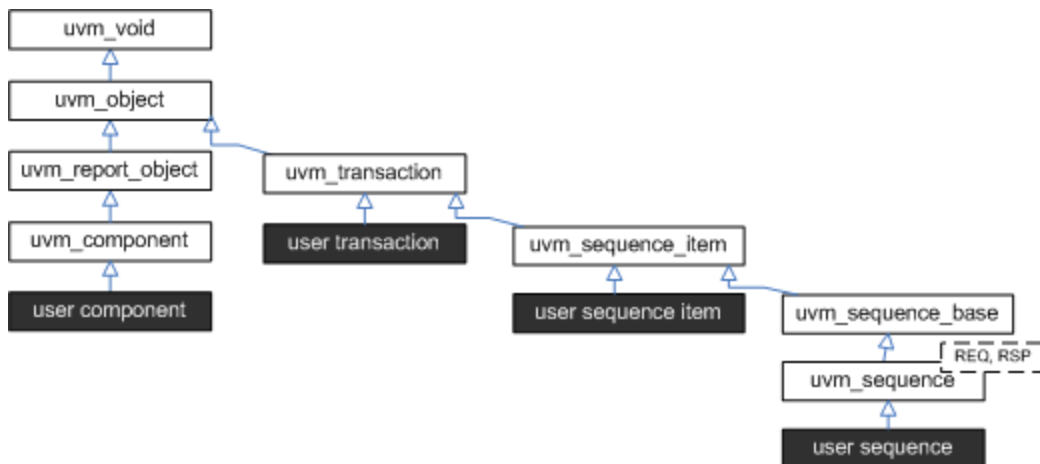 uvm_void
uvm_object
uvm_report_object
uvm_transaction
uvm_component
user transaction
uvm_sequence_item
user component
user sequence item
uvm_sequence_base
REQ, RSP
uvm_sequence
user sequence